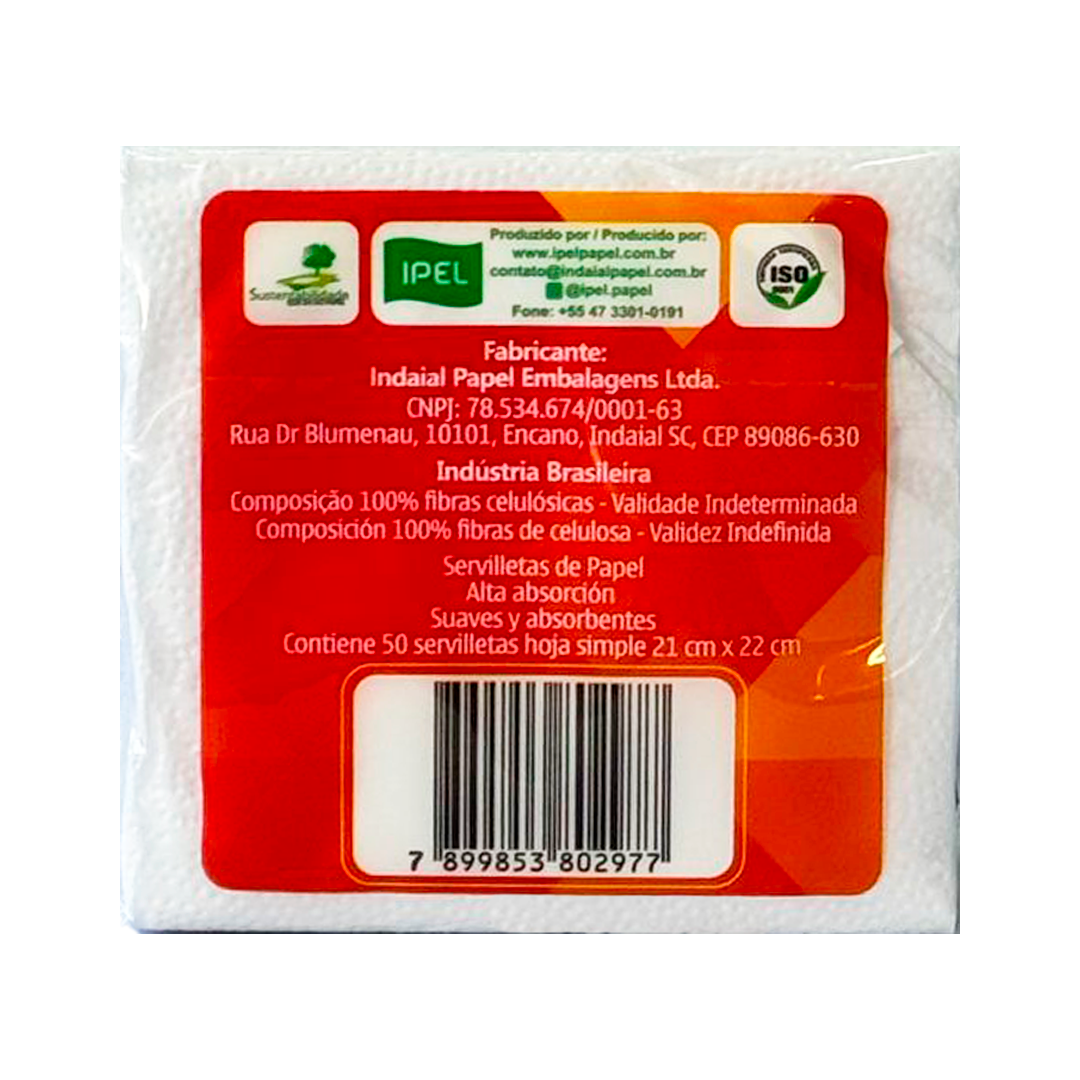 Sustentabilidade
IPEL
Produzido por / Producido por:
www.ipelpapel.com.br
contato@indaialpapel.com.br
@ipel.papel
Fone: +55 47 3301-0191
ISO
9001
Fabricante:
Indaial Papel Embalagens Ltda.
CNPJ: 78.534.674/0001-63
Rua Dr Blumenau, 10101, Encano, Indaial SC, CEP 89086-630
Indústria Brasileira
Composição 100% fibras celulósicas - Validade Indeterminada
Composición 100% fibras de celulosa - Validez Indefinida
Servilletas de Papel
Alta absorción
Suaves y absorbentes
Contiene 50 servilletas hoja simple 21 cm x 22 cm
7 899853 802977